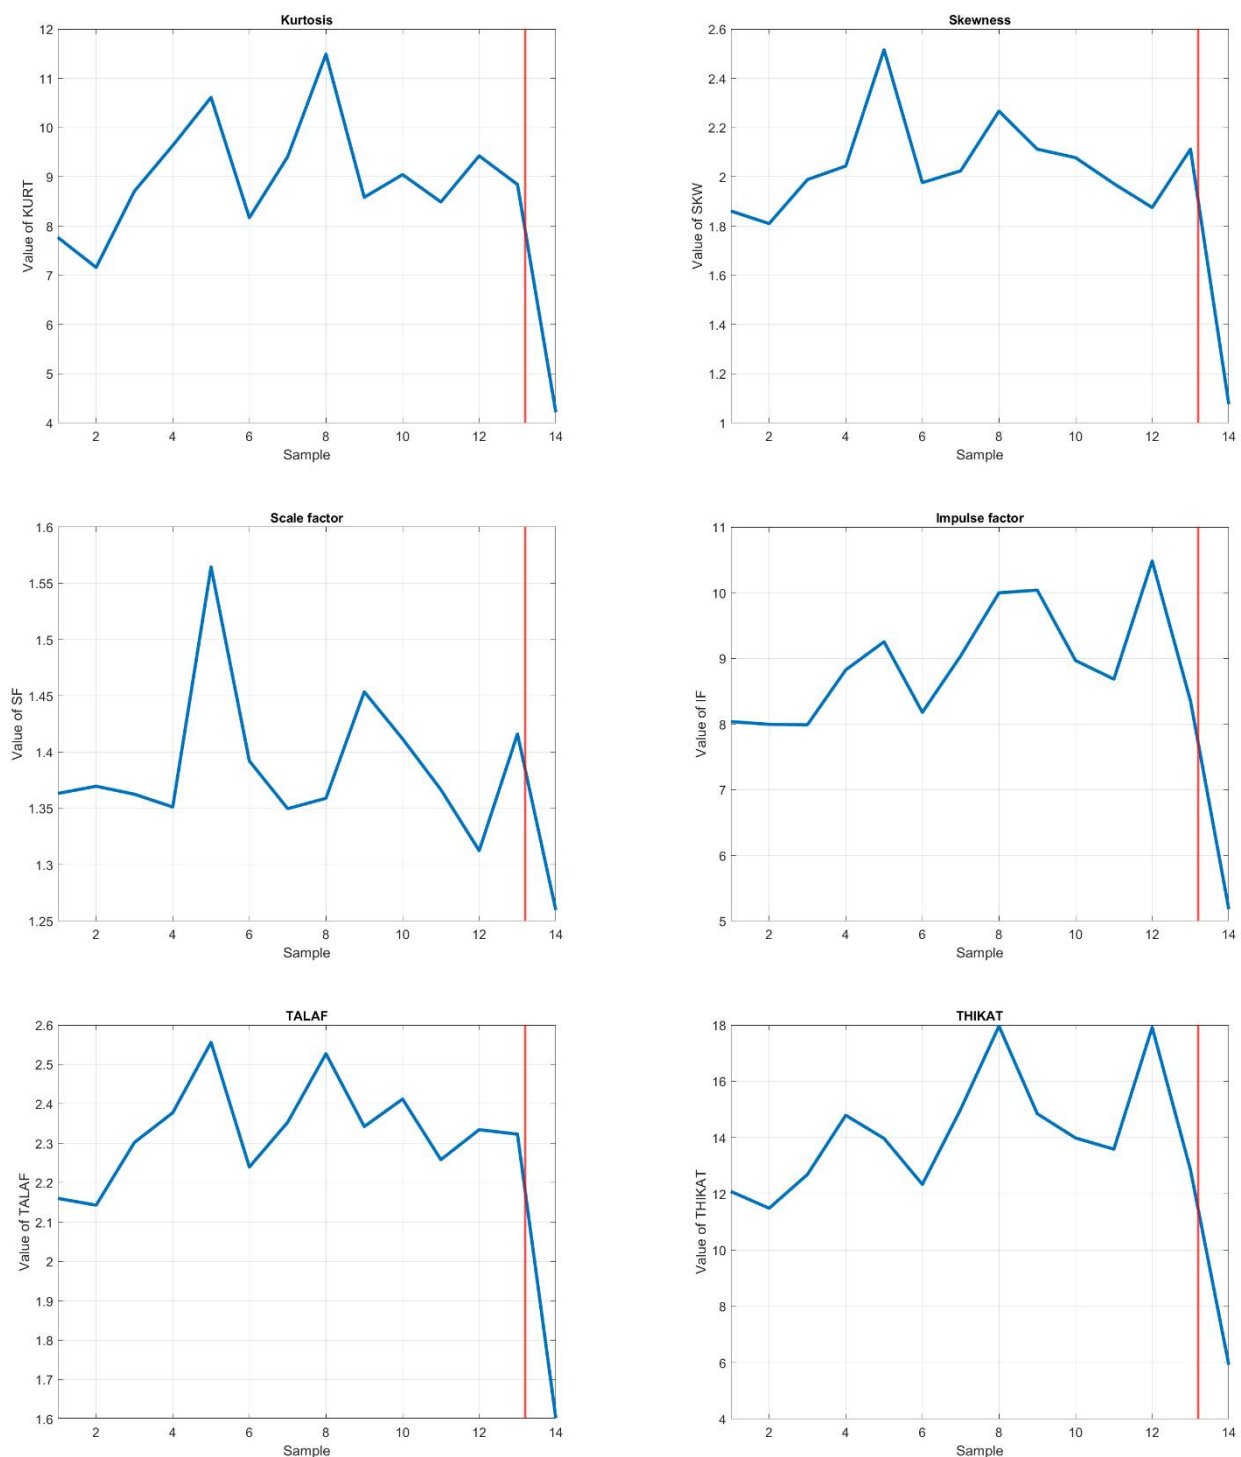 Kurtosis
12
11
10
9
8
7
6
5
4
Value of KURT
2 4 6 8 10 12 14
Sample
Skewness
2.6
2.4
2.2
2
1.8
1.6
1.4
1.2
1
Value of SKW
2 4 6 8 10 12 14
Sample
Scale factor
1.6
1.55
1.5
1.45
1.4
1.35
1.3
1.25
Value of SF
2 4 6 8 10 12 14
Sample
Impulse factor
11
10
9
8
7
6
5
Value of IF
2 4 6 8 10 12 14
Sample
TALAF
2.6
2.5
2.4
2.3
2.2
2.1
2
1.9
1.8
1.7
1.6
Value of TALAF
2 4 6 8 10 12 14
Sample
THIKAT
18
16
14
12
10
8
6
4
Value of THIKAT
2 4 6 8 10 12 14
Sample